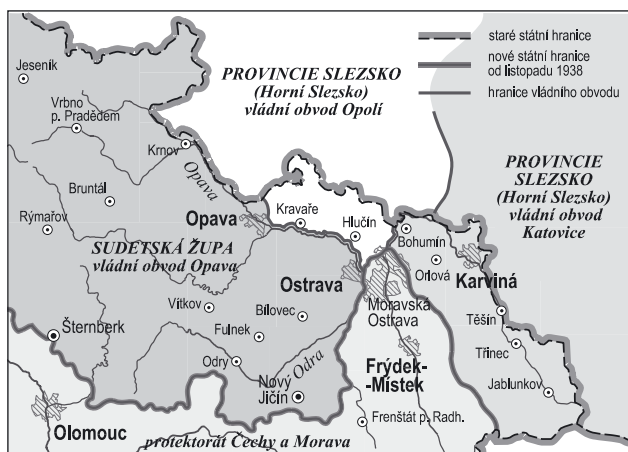 staré státní hranice
nové státní hranice
od listopadu 1938
hranice vládního obvodu
PROVINCIE SLEZSKO
(Horní Slezsko)
vládní obvod Opolí
PROVINCIE
SLEZSKO
(Horní Slezsko)
vládní obvod
Katovice
Jeseník
Vrbno
p. Pradědem
Krnov
Opava
Bruntál
Rýmařov
Opava
Kravaře
Hlučín
Bohumín
Orlová
Karviná
SUDETSKÁ ŽUPA
vládní obvod Opava
Ostrava
Moravská
Ostrava
Vítkov
Bílovec
Těšín
Šternberk
Fulnek
Třinec
Odry
Odra
Frýdek-
-Místek
Nový
Jičín
Jablunkov
Olomouc
Frenštát p. Radh.
protektorát Čechy a Morava